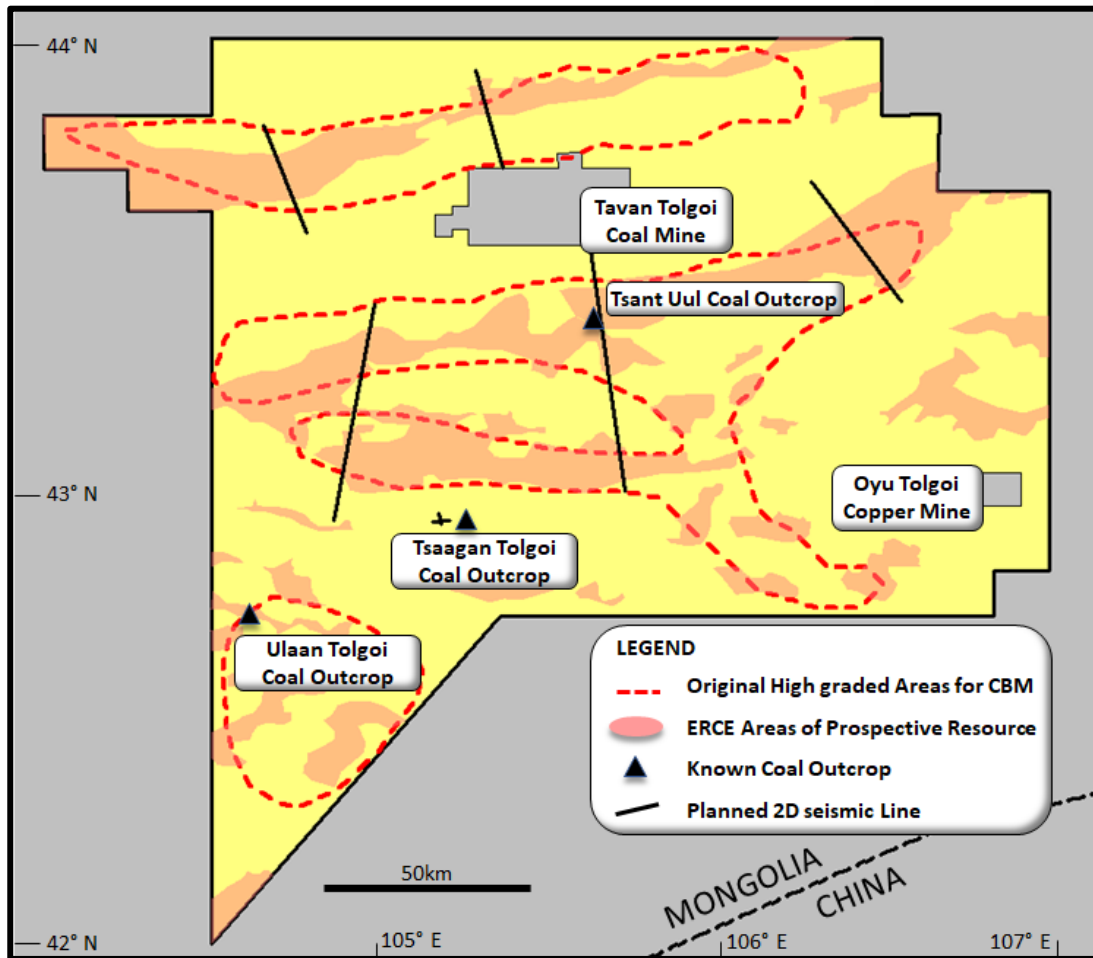 44° N
Tavan Tolgoi
Coal Mine
Tsant Uul Coal Outcrop
43° N
Oyu Tolgoi
Copper Mine
Tsaagan Tolgoi
Coal Outcrop
Ulaan Tolgoi
Coal Outcrop
LEGEND
Original High graded Areas for CBM
ERCE Areas of Prospective Resource
Known Coal Outcrop
Planned 2D seismic Line
50km
MONGOLIA
CHINA
42° N
105° E
106° E
107° E